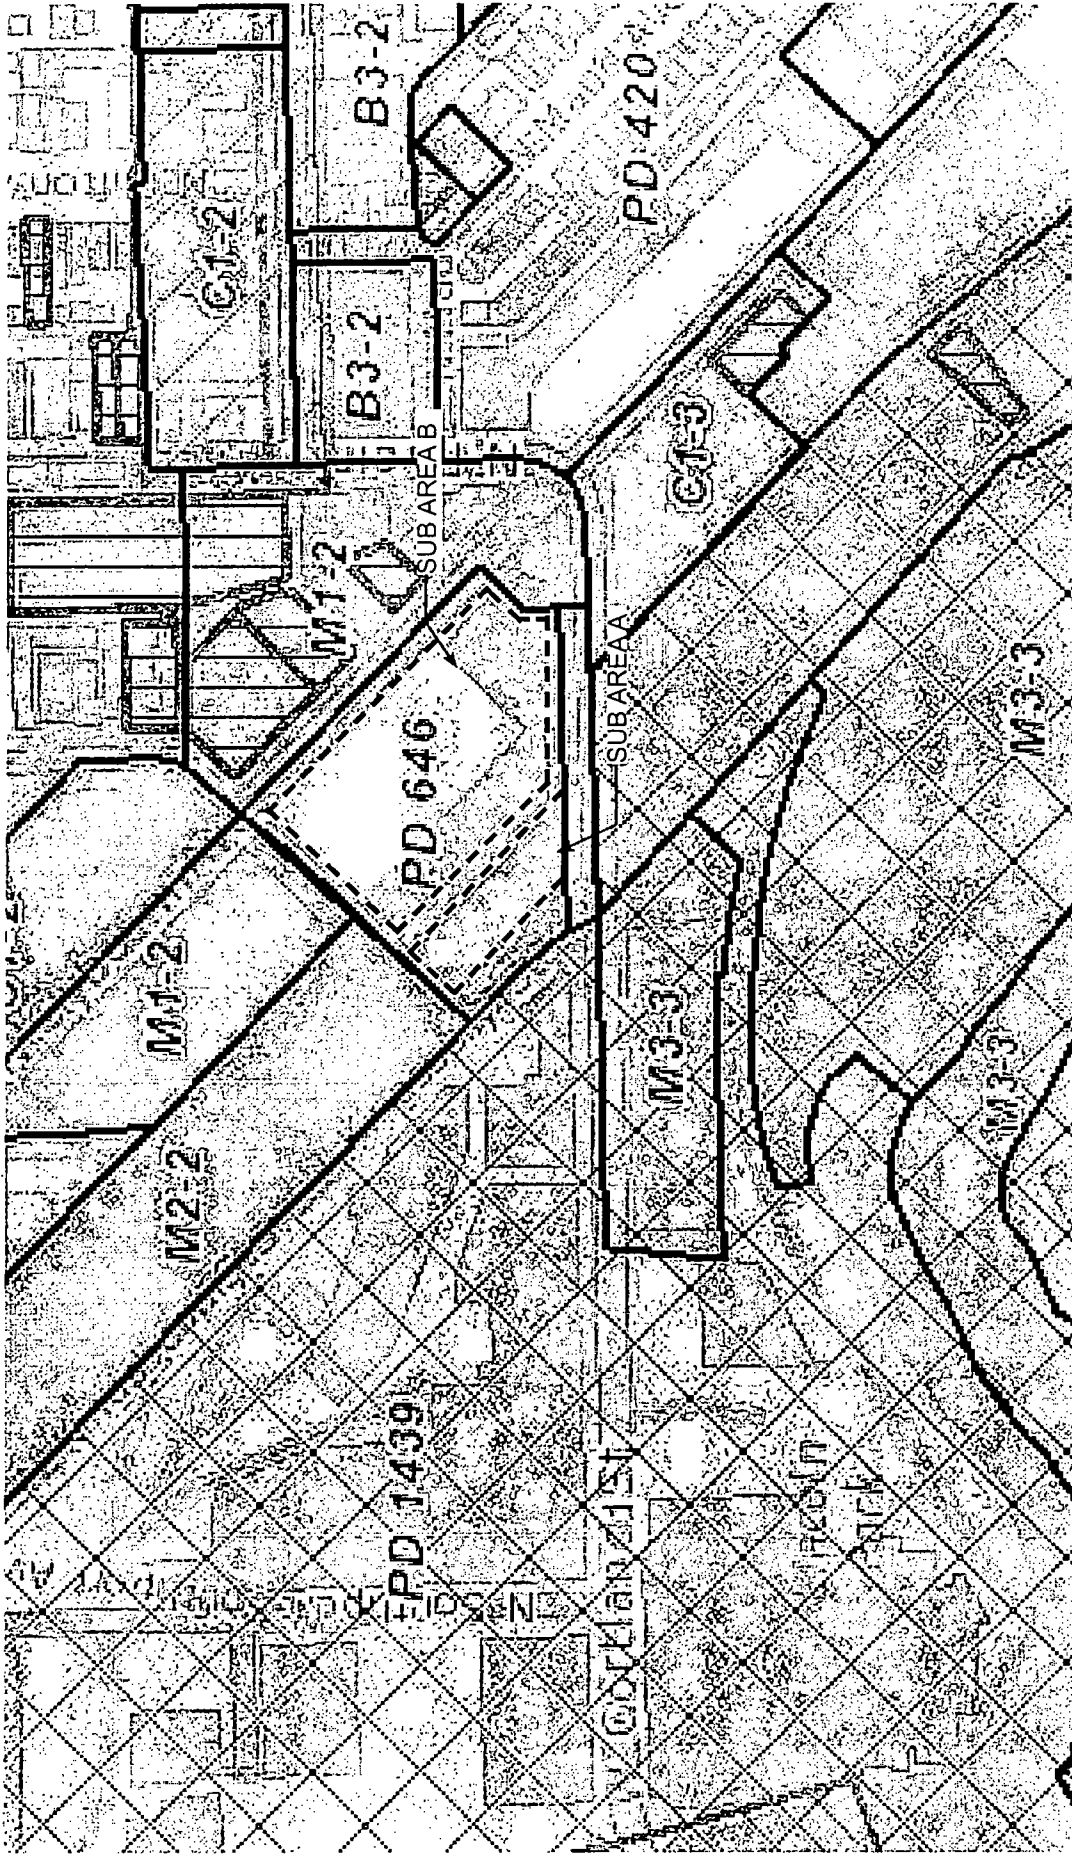 B3-2
C1-2
PD 420
B3-2
SUB AREA B
C1-3
M1-2
SUB AREA A
PD 646
M3-3
M1-2
M3-3
M3-3
M2-2
PD 1439
Cortland St